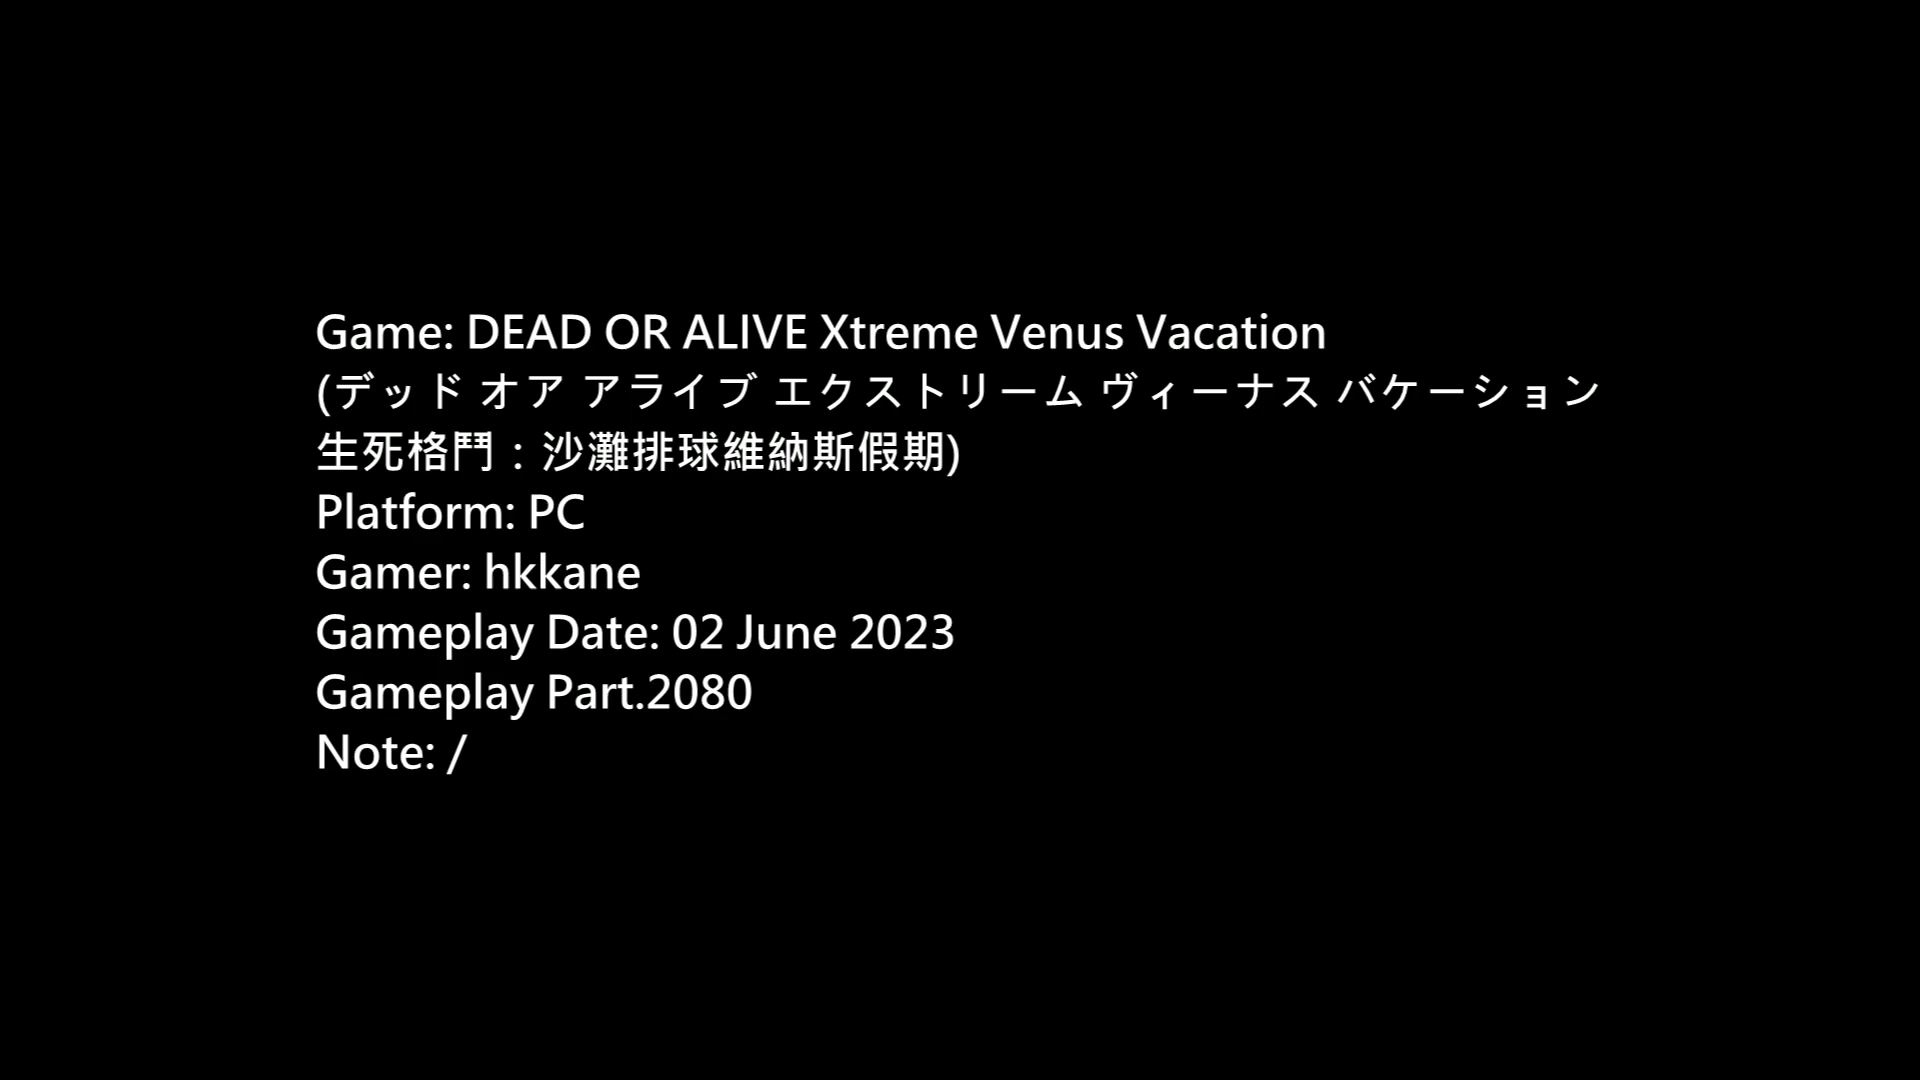 Game: DEAD OR ALIVE Xtreme Venus Vacation
(デッド オア アライブ エクストリーム ヴィーナス バケーション
生死格鬥：沙灘排球維納斯假期)
Platform: PC
Gamer: hkkane
Gameplay Date: 02 June 2023
Gameplay Part.2080
Note: /